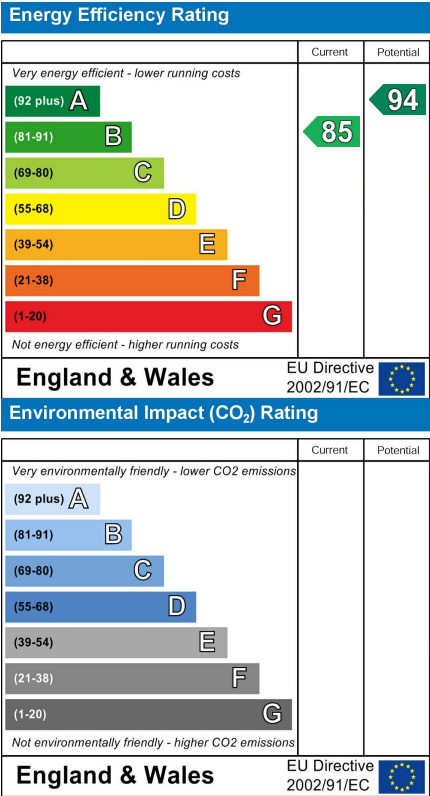 Energy Efficiency Rating
Current Potential
Very energy efficient - lower running costs
(92 plus) A
94
(81-91) B
85
(69-80) C
(55-68) D
(39-54) E
(21-38) F
(1-20) G
Not energy efficient - higher running costs
England & Wales
EU Directive
2002/91/EC
Environmental Impact (CO₂) Rating
Current Potential
Very environmentally friendly - lower CO2 emissions
(92 plus) A
(81-91) B
(69-80) C
(55-68) D
(39-54) E
(21-38) F
(1-20) G
Not environmentally friendly - higher CO2 emissions
England & Wales
EU Directive
2002/91/EC